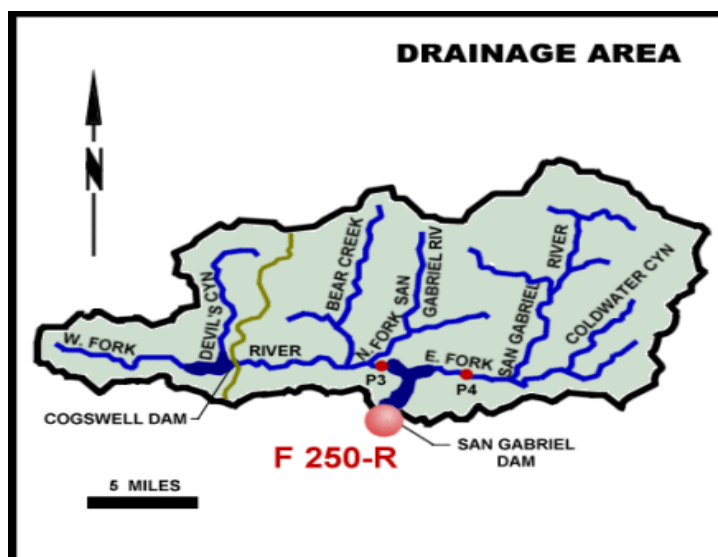 DRAINAGE AREA
N
DEVIL'S CYN
BEAR CREEK
N. FORK SAN
GABRIEL RIV
SAN GABRIEL
RIVER
COLDWATER CYN
W. FORK
RIVER
E. FORK
P3
P4
COGSWELL DAM
SAN GABRIEL
DAM
F 250-R
5 MILES